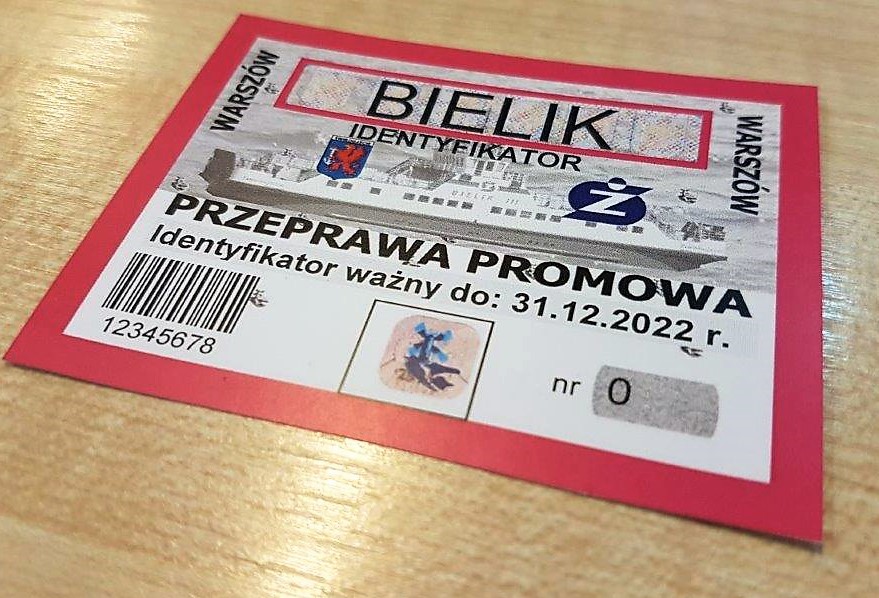 WARSZÓW
BIELIK
IDENTYFIKATOR
WARSZÓW
Ż
PRZEPRAWA PROMOWA
Identyfikator ważny do: 31.12.2022 r.
12345678
nr 0